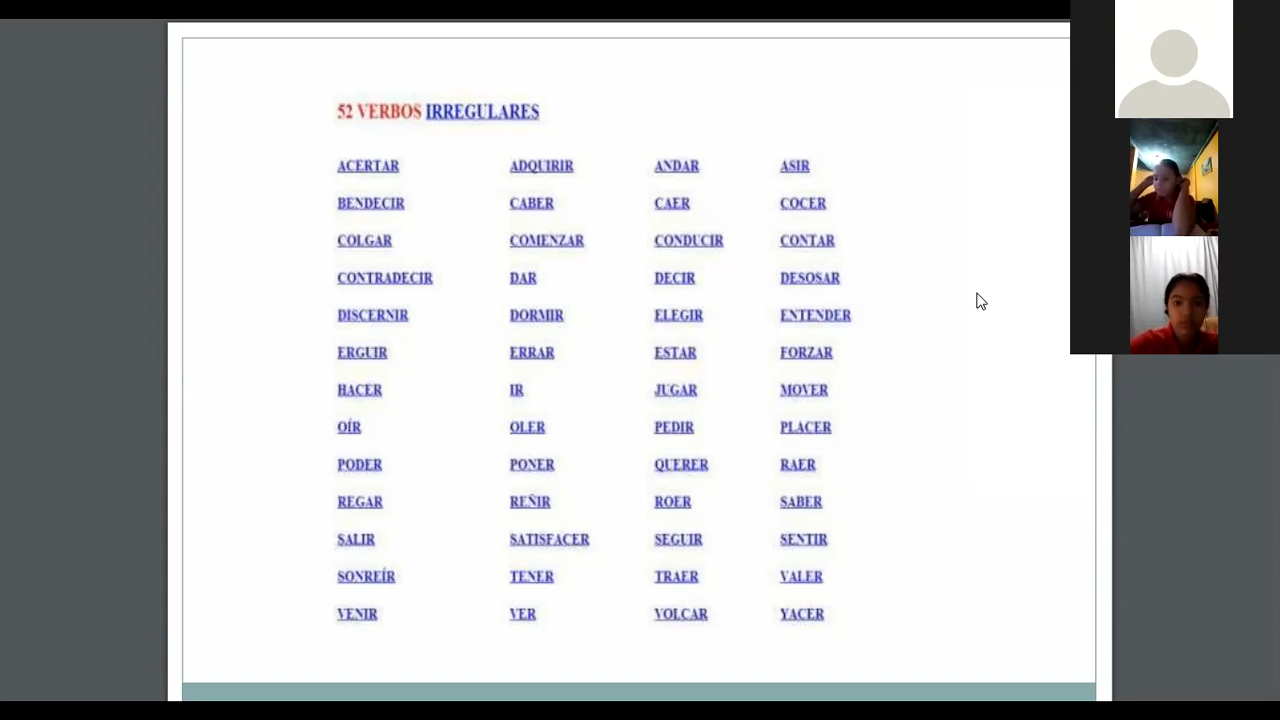 52 VERBOS IRREGULARES
ACERTAR ADQUIRIR ANDAR ASIR
BENDECIR CABER CAER COCER
COLGAR COMENZAR CONDUCIR CONTAR
CONTRADECIR DAR DECIR DESOSAR
DISCERNIR DORMIR ELEGIR ENTENDER
ERGUIR ERRAR ESTAR FORZAR
HACER IR JUGAR MOVER
OÍR OLER PEDIR PLACER
PODER PONER QUERER RAER
REGAR REÑIR ROER SABER
SALIR SATISFACER SEGUIR SENTIR
SONREÍR TENER TRAER VALER
VENIR VER VOLCAR YACER